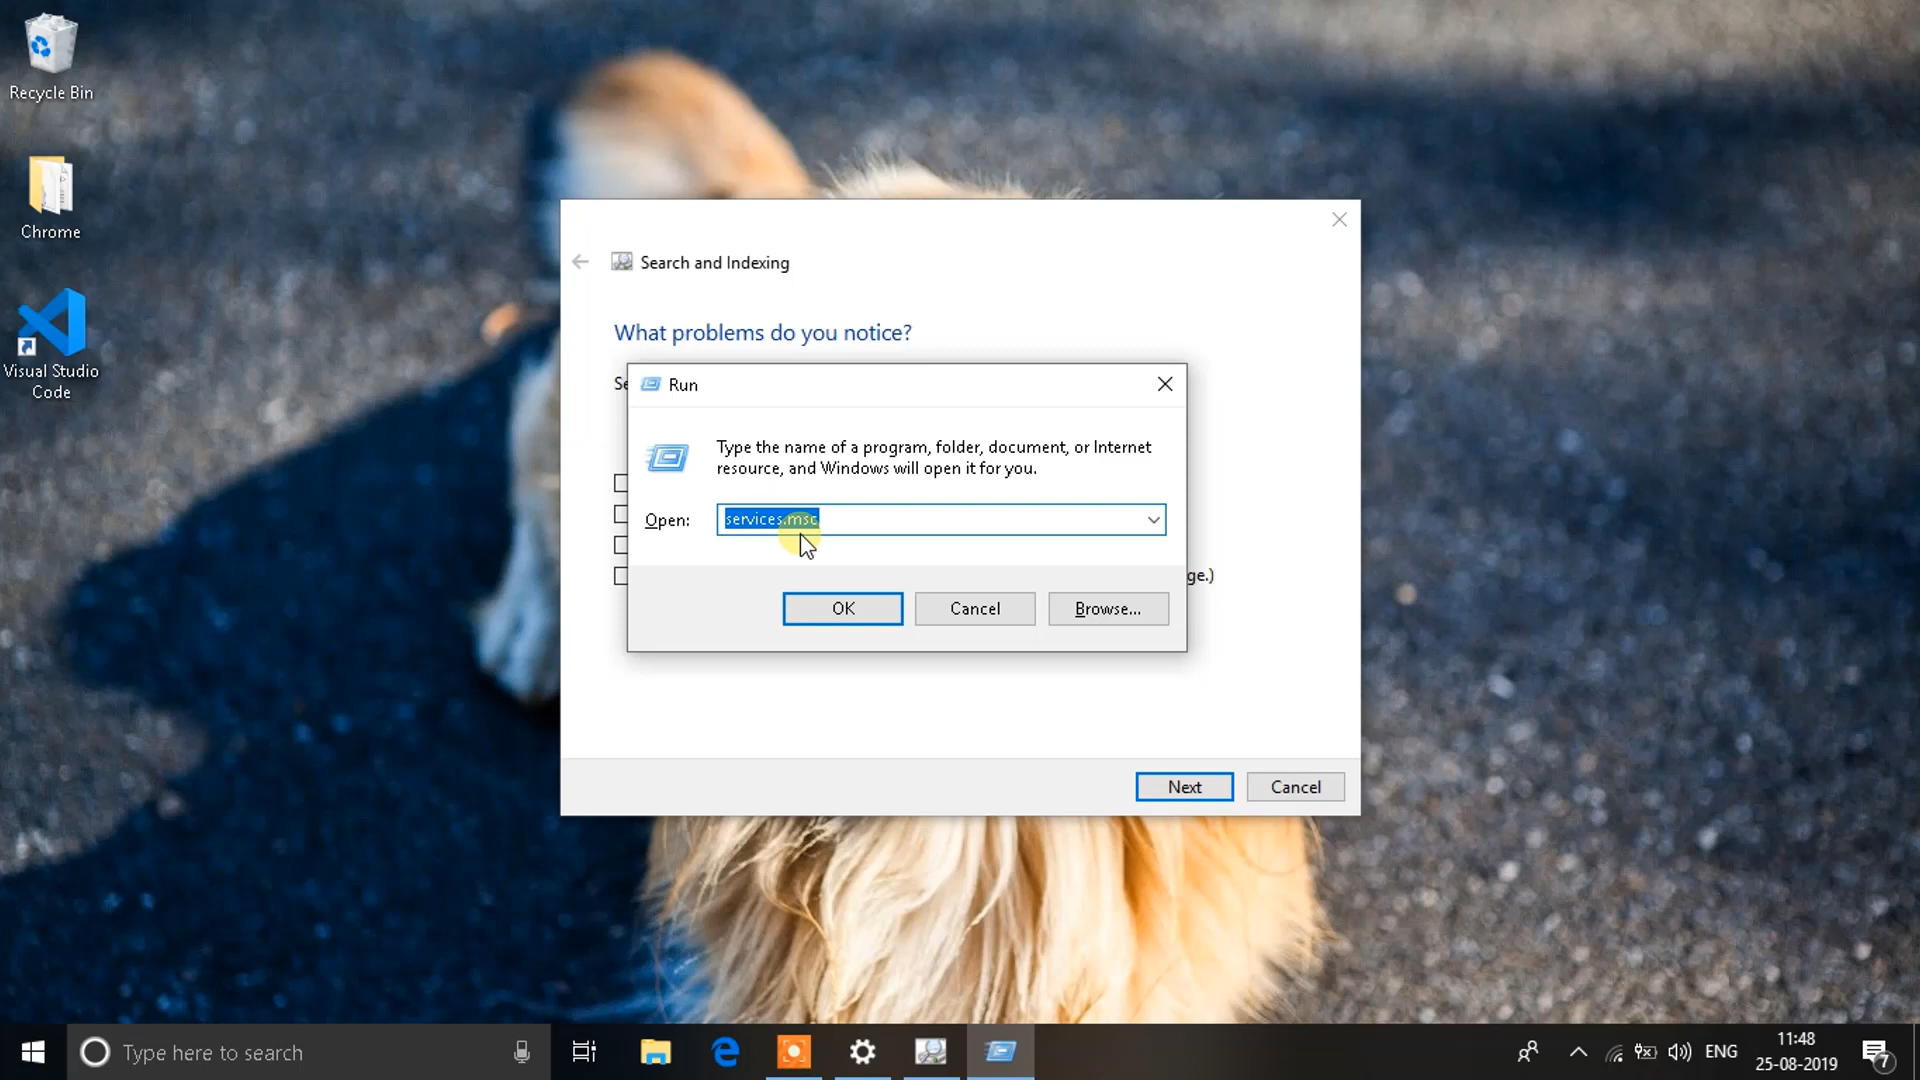 Recycle Bin
Chrome
Visual Studio
Code
Search and Indexing
What problems do you notice?
Run
Type the name of a program, folder, document, or Internet
resource, and Windows will open it for you.
Open:
services.msc
ge.)
OK
Cancel
Browse...
Next
Cancel
Type here to search
ENG
11:48
25-08-2019
7